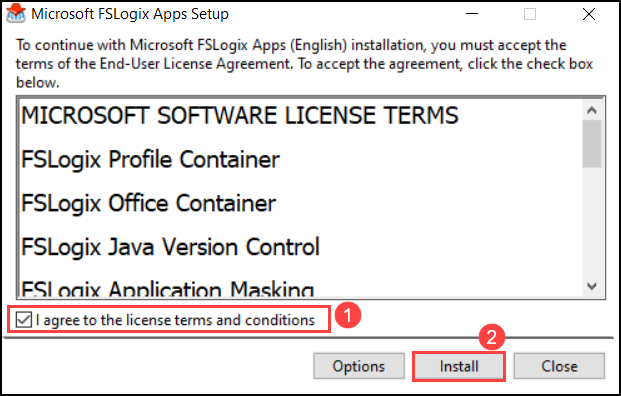 Microsoft FSLogix Apps Setup
To continue with Microsoft FSLogix Apps (English) installation, you must accept the
terms of the End-User License Agreement. To accept the agreement, click the check box
below.
MICROSOFT SOFTWARE LICENSE TERMS
FSLogix Profile Container
FSLogix Office Container
FSLogix Java Version Control
FSLogix Application Masking
I agree to the license terms and conditions 1
2
Options Install Close